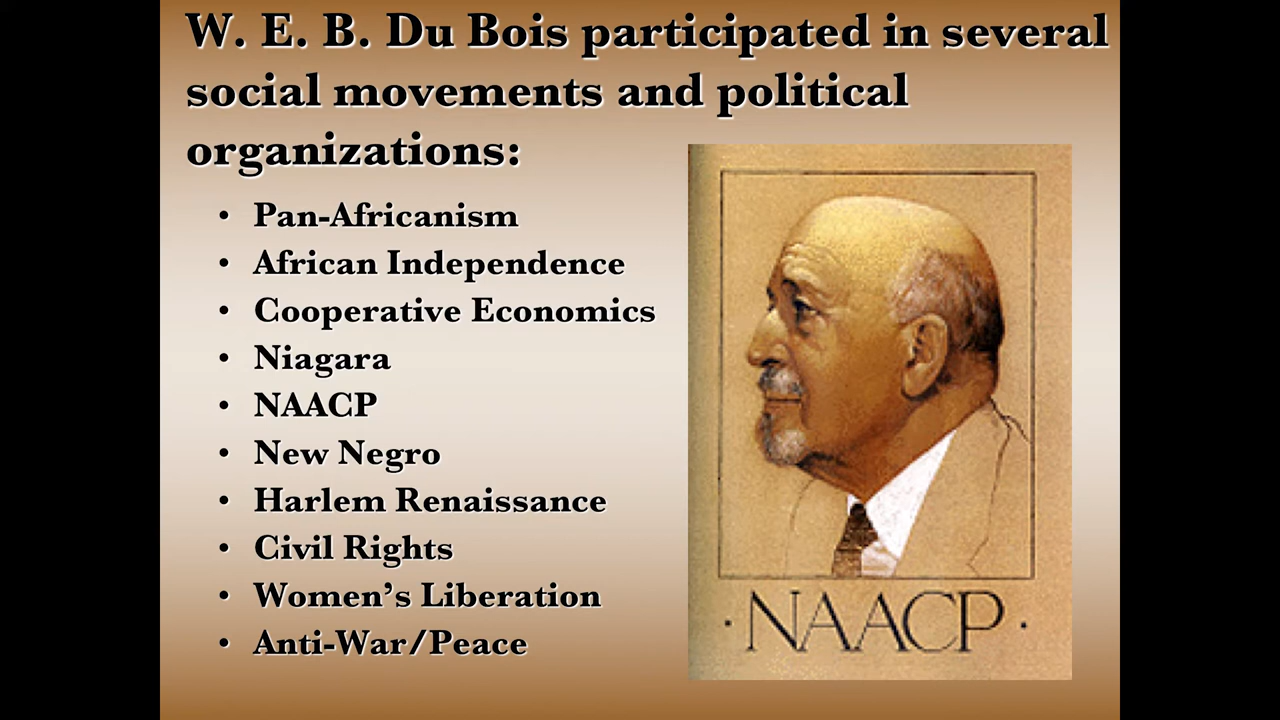 W. E. B. Du Bois participated in several
social movements and political
organizations:
• Pan-Africanism
• African Independence
• Cooperative Economics
• Niagara
• NAACP
• New Negro
• Harlem Renaissance
• Civil Rights
• Women’s Liberation
• Anti-War/Peace
· NAACP ·